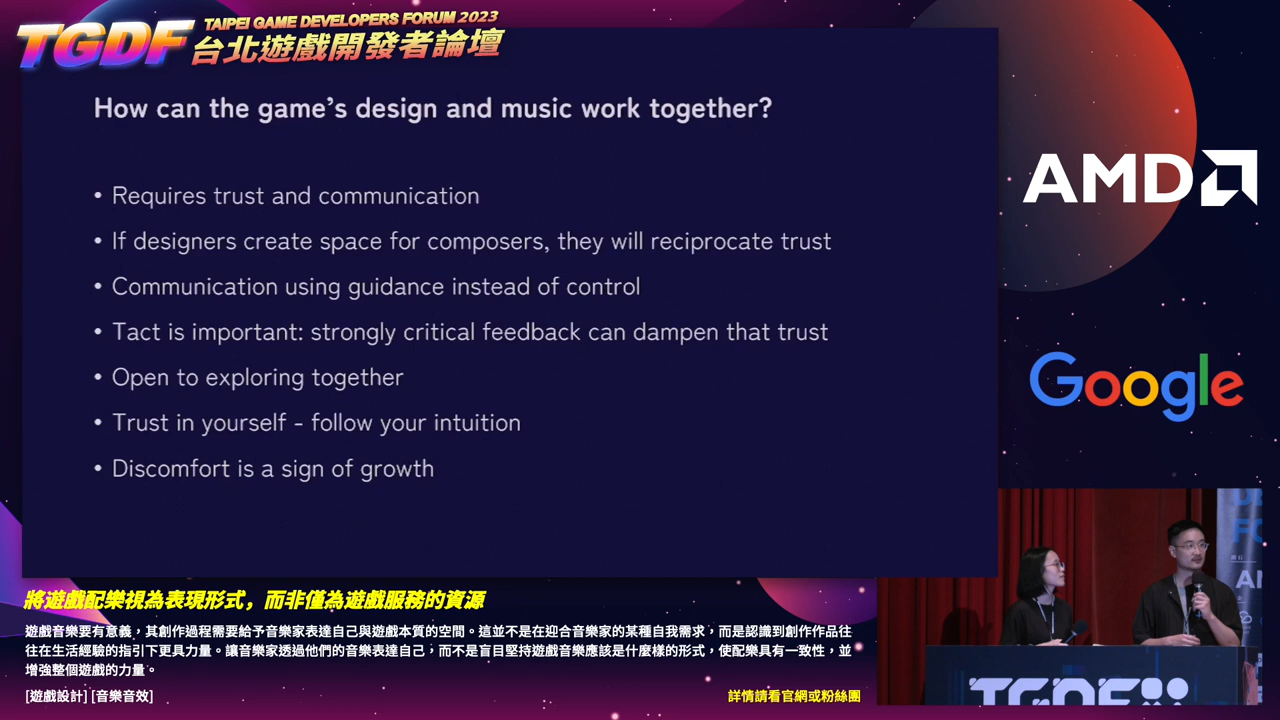 TGDF
TAIPEI GAME DEVELOPERS FORUM 2023
台北遊戲開發者論壇
How can the game's design and music work together?
• Requires trust and communication
• If designers create space for composers, they will reciprocate trust
• Communication using guidance instead of control
• Tact is important: strongly critical feedback can dampen that trust
• Open to exploring together
• Trust in yourself - follow your intuition
• Discomfort is a sign of growth
AMD
Google
將遊戲配樂視為表現形式，而非僅為遊戲服務的資源
遊戲音樂要有意義，其創作過程需要給予音樂家表達自己與遊戲本質的空間。這並不是在迎合音樂家的某種自我需求，而是認識到創作作品往
往在生活經驗的指引下更具力量。讓音樂家透過他們的音樂表達自己，而不是盲目堅持遊戲音樂應該是什麼樣的形式，使配樂具有一致性，並
增強整個遊戲的力量。
[遊戲設計] [音樂音效]
詳情請看官網或粉絲團
TGDF